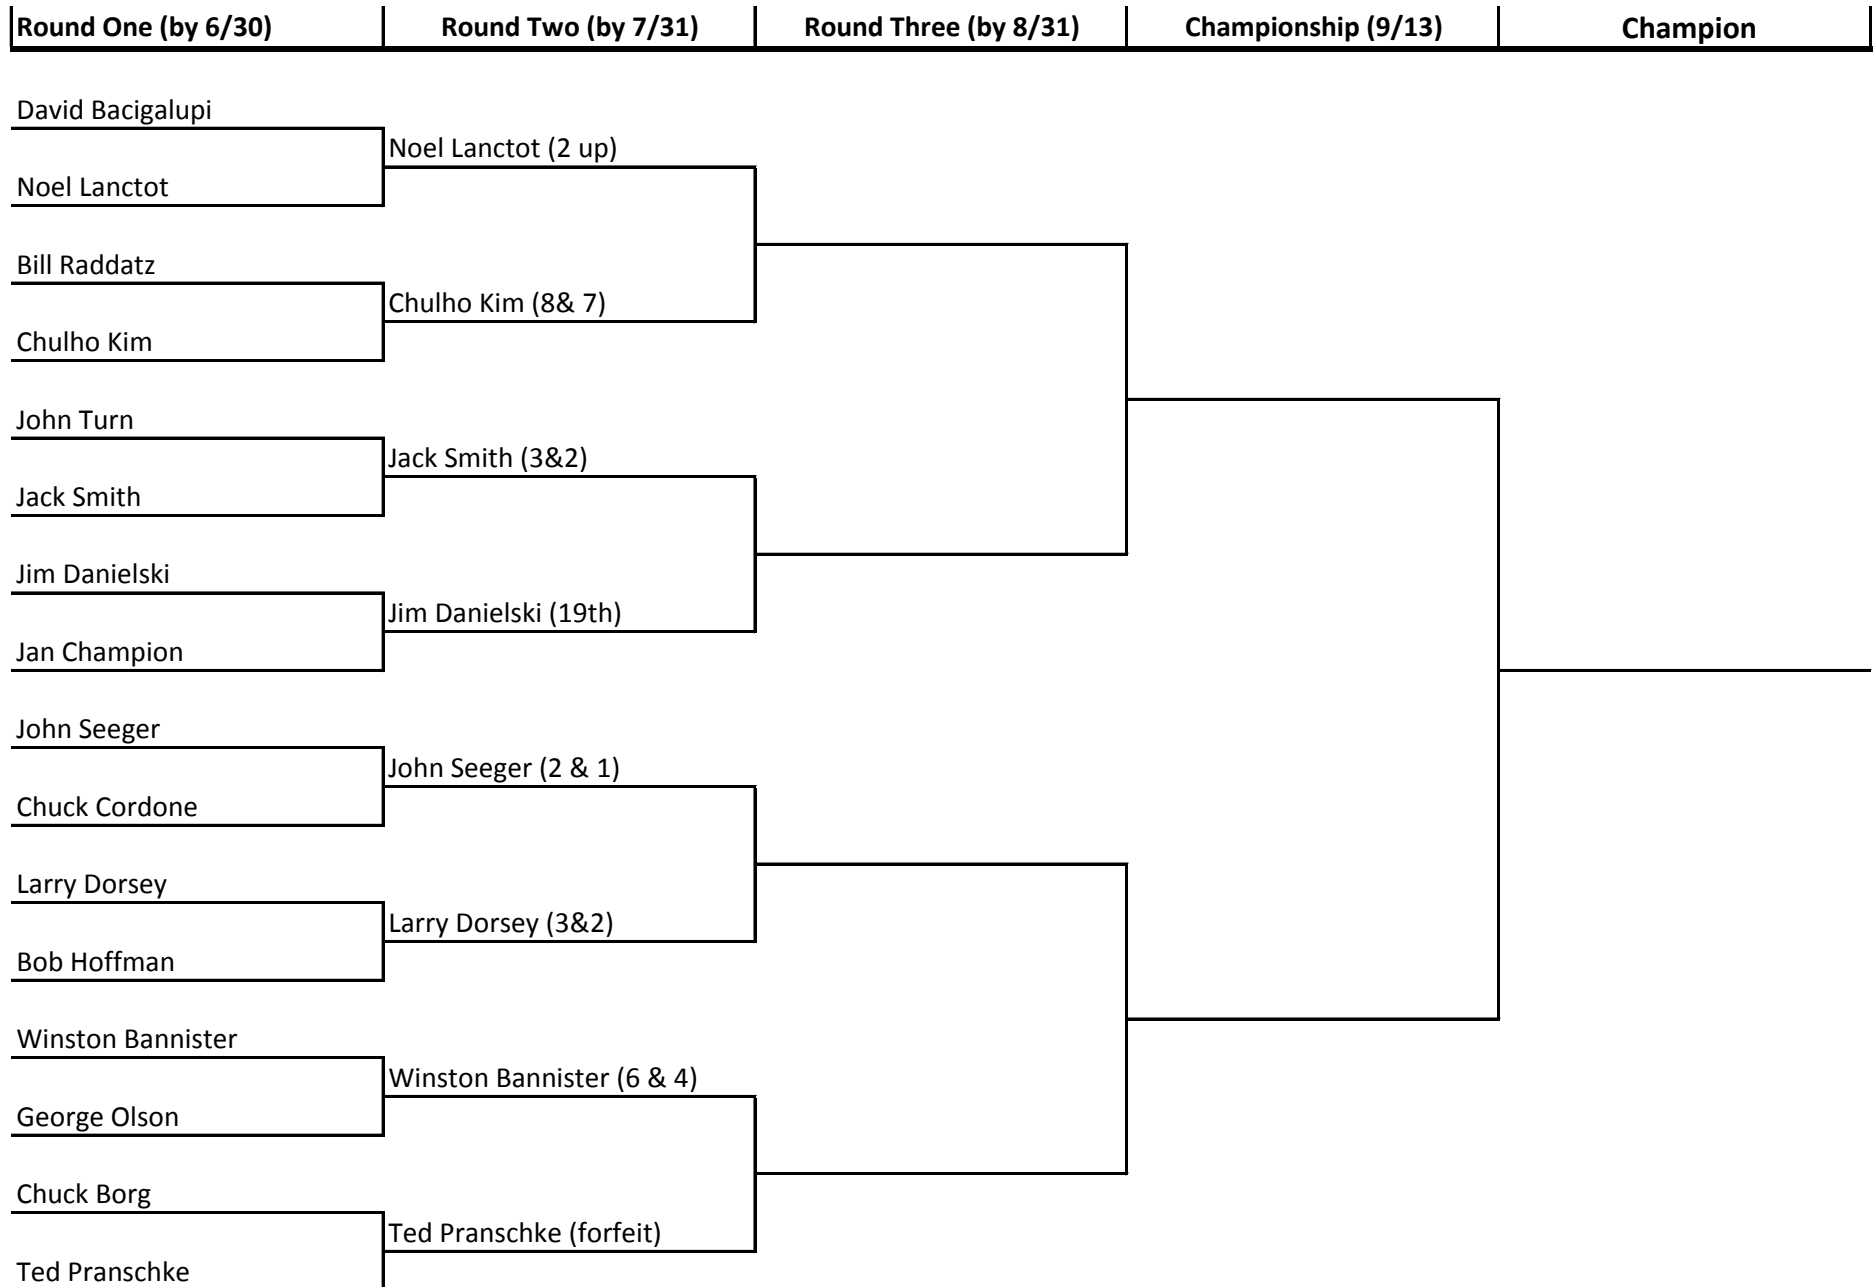 Round One (by 6/30) Round Two (by 7/31) Round Three (by 8/31) Championship (9/13) Champion
David Bacigalupi
Noel Lanctot (2 up)
Noel Lanctot
Bill Raddatz
Chulho Kim (8& 7)
Chulho Kim
John Turn
Jack Smith (3&2)
Jack Smith
Jim Danielski
Jim Danielski (19th)
Jan Champion
John Seeger
John Seeger (2 & 1)
Chuck Cordone
Larry Dorsey
Larry Dorsey (3&2)
Bob Hoffman
Winston Bannister
Winston Bannister (6 & 4)
George Olson
Chuck Borg
Ted Pranschke (forfeit)
Ted Pranschke